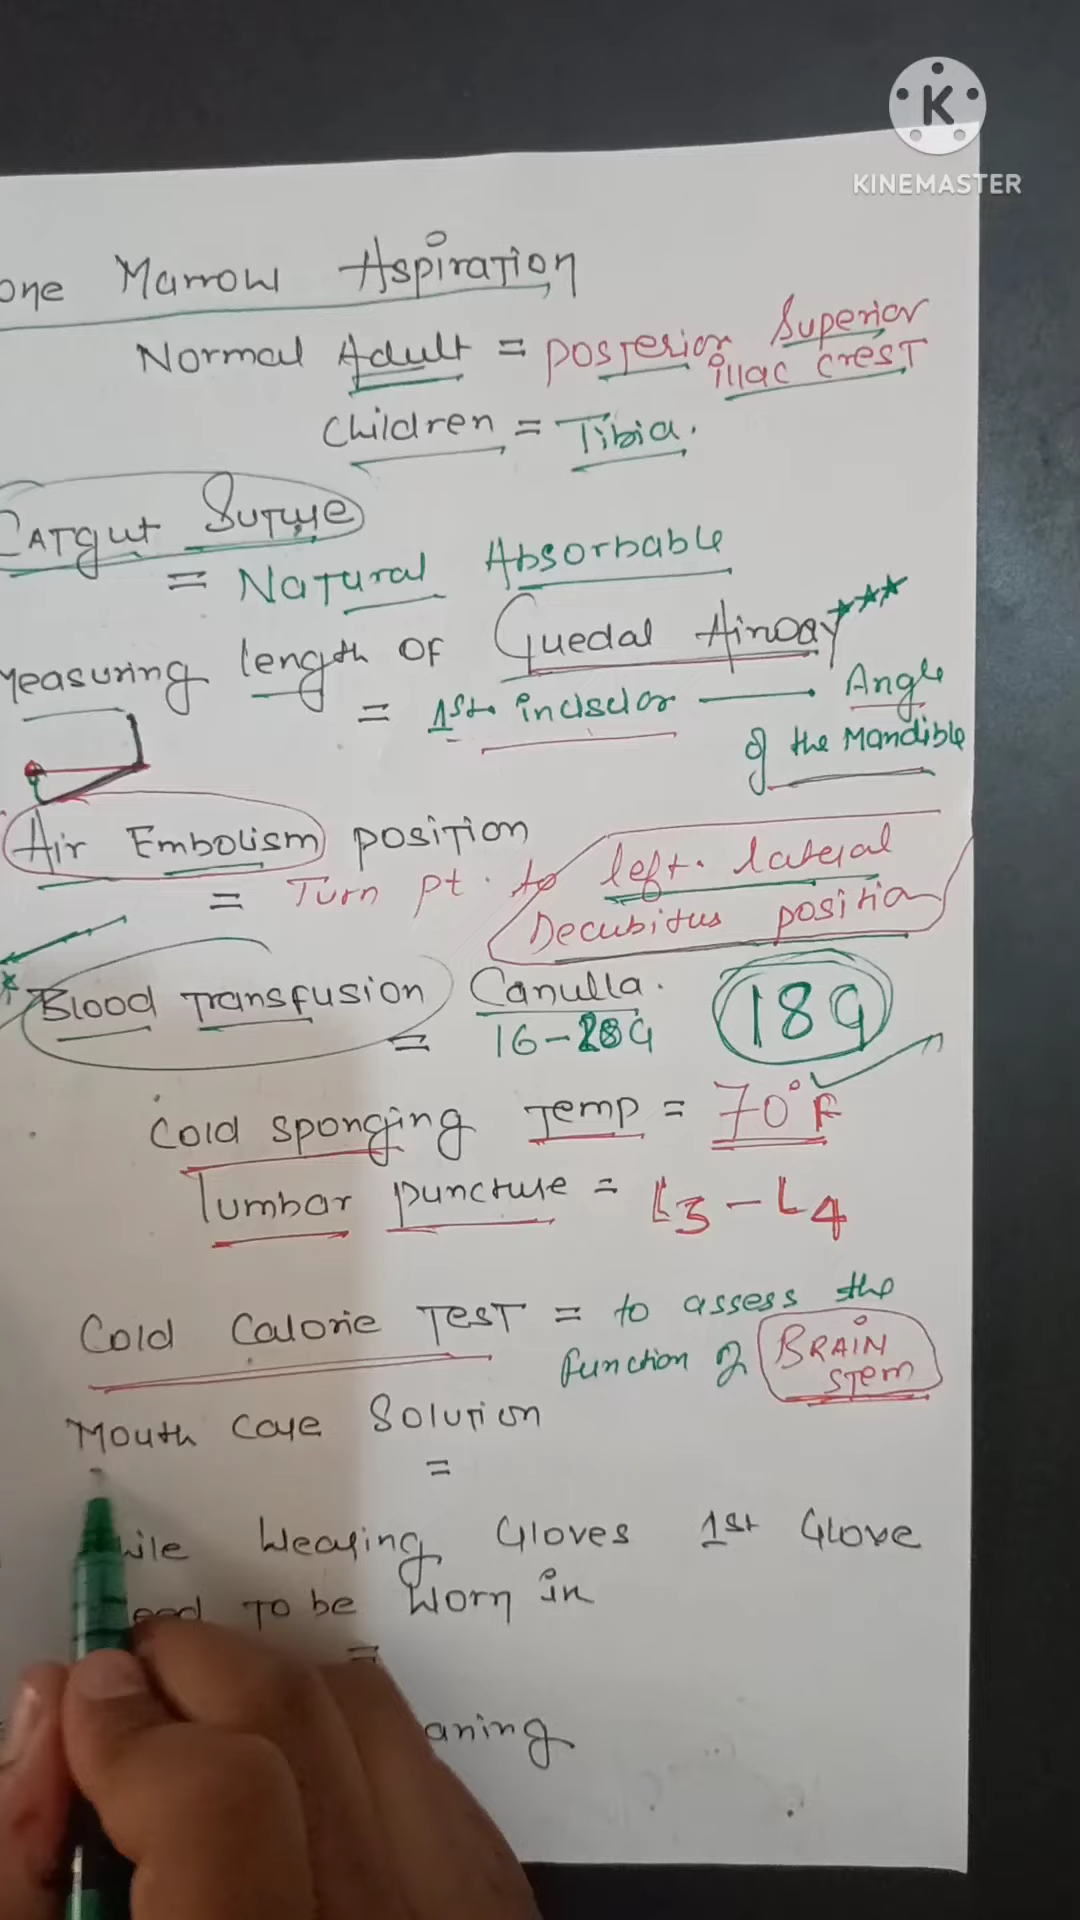 K
KINEMASTER
one Marrow Aspiration
Normal Adult = Posterior Superior
illac crest
Children = Tibia.
CATgut Suture
= Natural Absorbable
Measuring length of Guedal Airway ***
= 1st incisdor — Angle
of the Mandible
Air Embolism position
= Turn pt. to left. lateral
Decubitus position
Blood Transfusion Canulla.
= 16-18G 18G
Cold sponging Temp = 70°F
lumbar puncture = L3-L4
Cold Calorie Test = to assess the
function of BRAIN
stem
Mouth Care Solution
=
Wearing Gloves 1st Glove
To be Worn in
=
aning